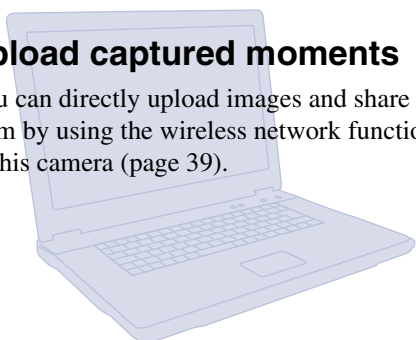 pload captured moments
u can directly upload images and share
m by using the wireless network functio
his camera (page 39).